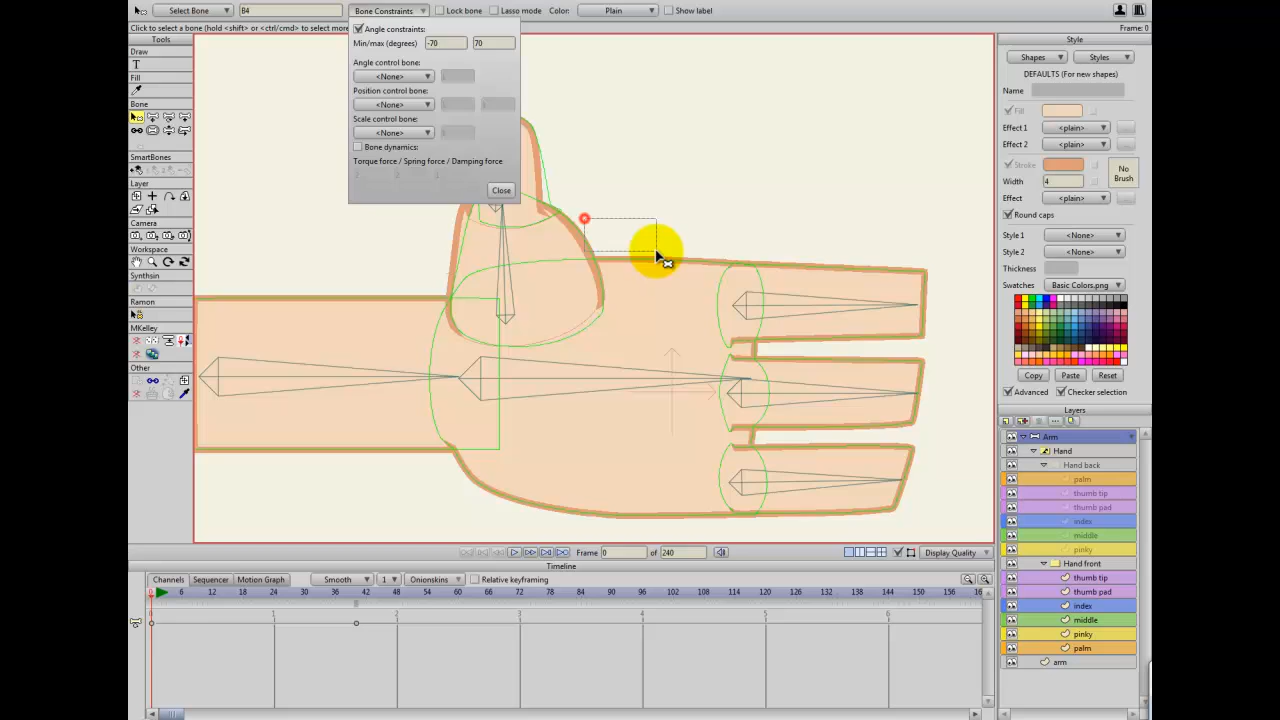 Select Bone B4 Bone Constraints Lock bone Lasso mode Color: Plain Show label Frame: 0
Click to select a bone (hold <shift> or <ctrl/cmd> to select more
Tools
Draw
T
Fill
Bone
SmartBones
Layer
Camera
Workspace
Synthsin
Ramon
MKelley
Other
Angle constraints:
Min/max (degrees) -70 70
Angle control bone:
<None>
Position control bone:
<None>
Scale control bone:
<None>
Bone dynamics:
Torque force / Spring force / Damping force
Close
Style
Shapes Styles
DEFAULTS (For new shapes)
Name
Fill
Effect 1 <plain>
Effect 2 <plain>
Stroke
Width 4
No Brush
Effect <plain>
Round caps
Style 1 <None>
Style 2 <None>
Thickness
Swatches Basic Colors.png
Copy Paste Reset
Advanced Checker selection
Layers
Arm
Hand
Hand back
palm
thumb tip
thumb pad
index
middle
pinky
Hand front
thumb tip
thumb pad
index
middle
pinky
palm
arm
Frame 0 of 240 Display Quality
Timeline
Channels Sequencer Motion Graph Smooth 1 Onionskins Relative keyframing
0 6 12 18 24 30 36 42 48 54 60 66 72 78 84 90 96 102 108 114 120 126 132 138 144 150 156
0 1 2 3 4 5 6